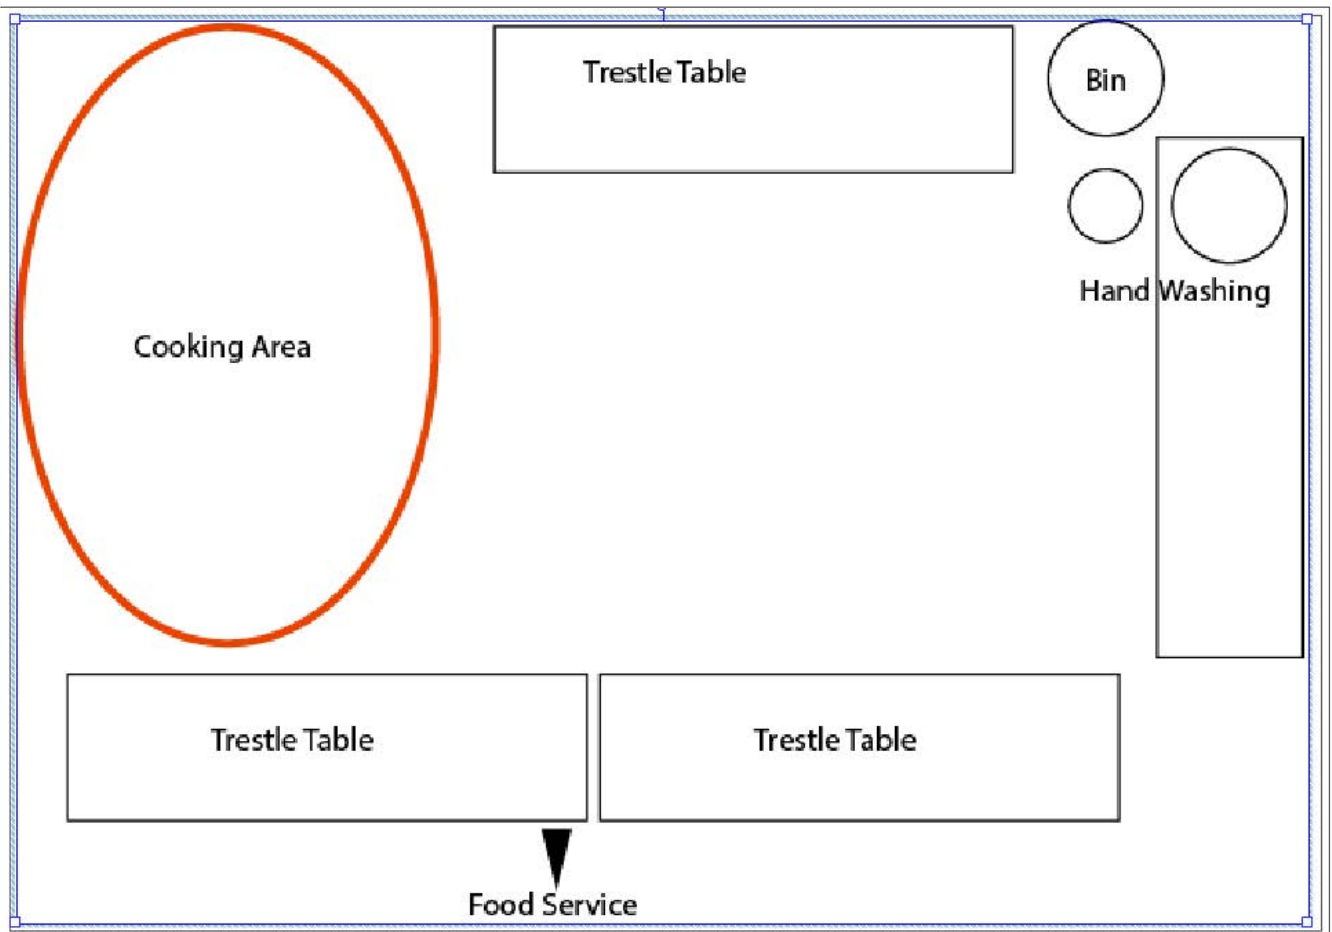 Trestle Table
Bin
Hand Washing
Cooking Area
Trestle Table
Trestle Table
Food Service